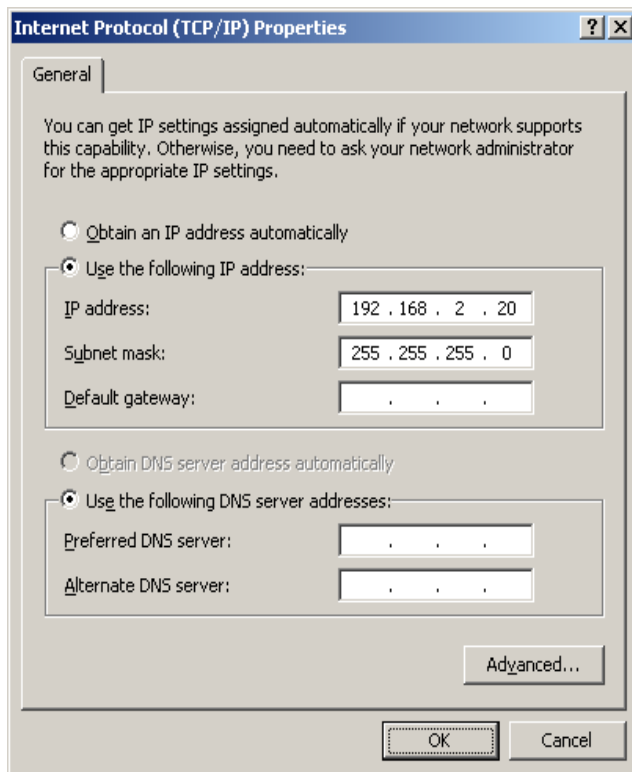 Internet Protocol (TCP/IP) Properties
General
You can get IP settings assigned automatically if your network supports
this capability. Otherwise, you need to ask your network administrator
for the appropriate IP settings.
Obtain an IP address automatically
Use the following IP address:
IP address: 192 . 168 . 2 . 20
Subnet mask: 255 . 255 . 255 . 0
Default gateway: . . .
Obtain DNS server address automatically
Use the following DNS server addresses:
Preferred DNS server: . . .
Alternate DNS server: . . .
Advanced...
OK Cancel